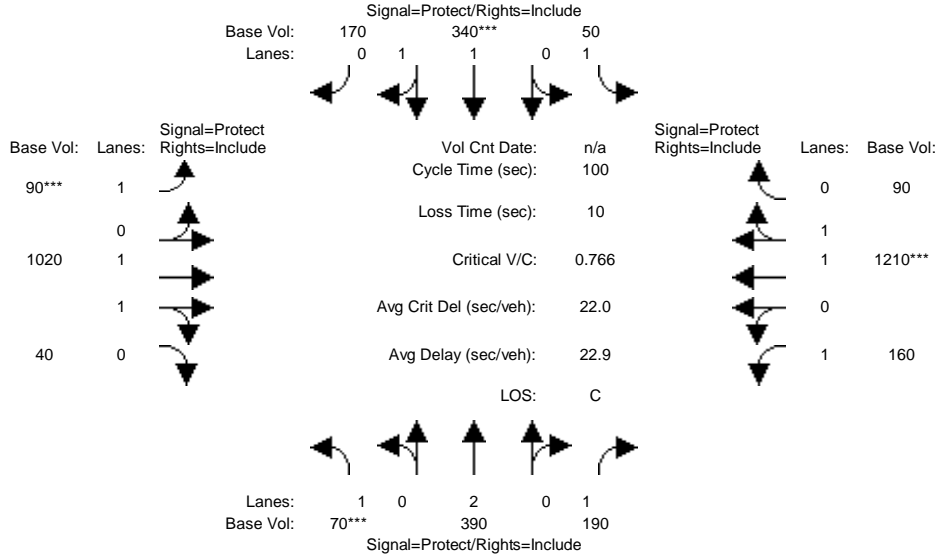 Signal=Protect/Rights=Include
Base Vol: 170 340*** 50
Lanes: 0 1 1 0 1
Signal=Protect Signal=Protect
Base Vol: Lanes: Rights=Include Vol Cnt Date: n/a Rights=Include Lanes: Base Vol:
Cycle Time (sec): 100
90*** 1 0 90
Loss Time (sec): 10
0 1
1020 1 Critical V/C: 0.766 1 1210***
1 Avg Crit Del (sec/veh): 22.0 0
40 0 Avg Delay (sec/veh): 22.9 1 160
LOS: C
Lanes: 1 0 2 0 1
Base Vol: 70*** 390 190
Signal=Protect/Rights=Include